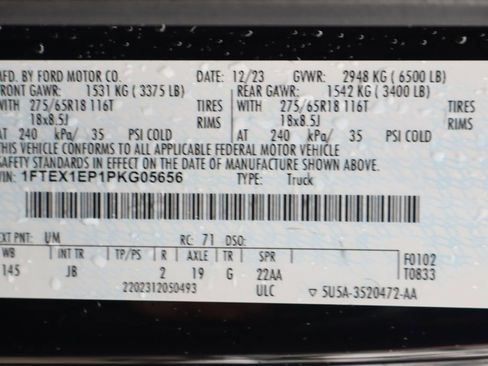 MFD. BY FORD MOTOR CO. DATE: 12/23 GVWR: 2948 KG ( 6500 LB)
FRONT GAWR: 1531 KG ( 3375 LB) REAR GAWR: 1542 KG ( 3400 LB)
WITH 275/65R18 116T TIRES WITH 275/65R18 116T TIRES
18x8.5J RIMS 18x8.5J RIMS
AT 240 kPa/ 35 PSI COLD AT 240 kPa/ 35 PSI COLD
THIS VEHICLE CONFORMS TO ALL APPLICABLE FEDERAL MOTOR VEHICLE
SAFETY STANDARDS IN EFFECT ON THE DATE OF MANUFACTURE SHOWN ABOVE.
VIN: 1FTEX1EP1PKG05656 TYPE: Truck
EXT PNT: UM RC: 71 DSO:
WB INT TR TP/PS R AXLE TR SPR F0102
145 JB 2 19 G 22AA T0833
2202312050493 ULC ▽ 5U5A-3520472-AA